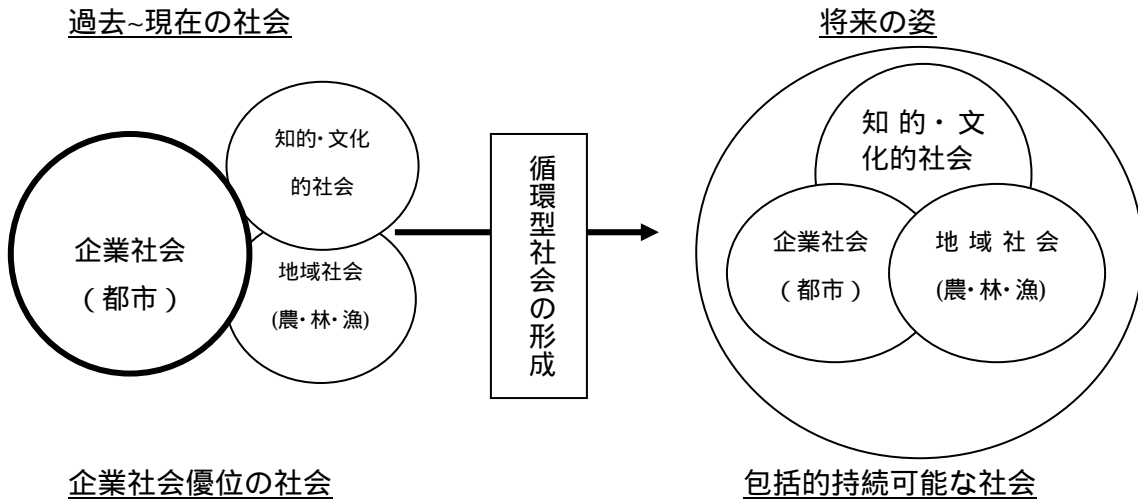 過去~現在の社会
将来の姿
知的・文化
的社会
企業社会
(都市)
地域社会
(農・林・漁)
循環型社会の形成
知的・文
化的社会
企業社会
(都市)
地域社会
(農・林・漁)
企業社会優位の社会
包括的持続可能な社会